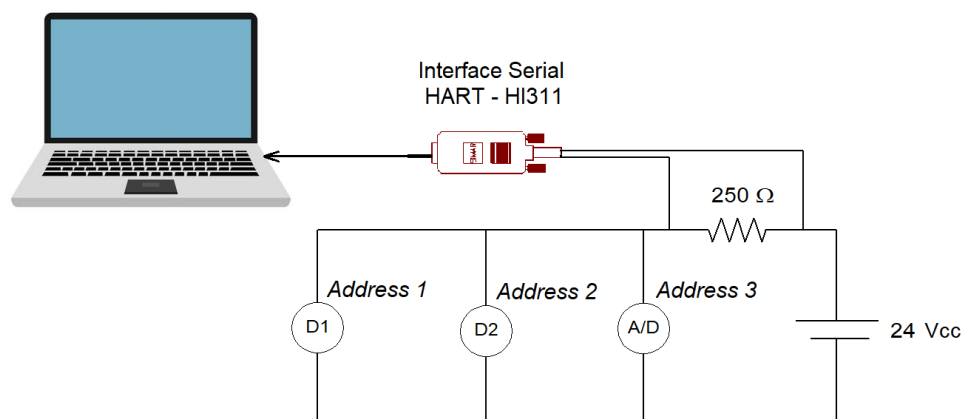 Interface Serial
HART - HI311
250 Ω
Address 1
Address 2
Address 3
D1
D2
A/D
24 Vcc